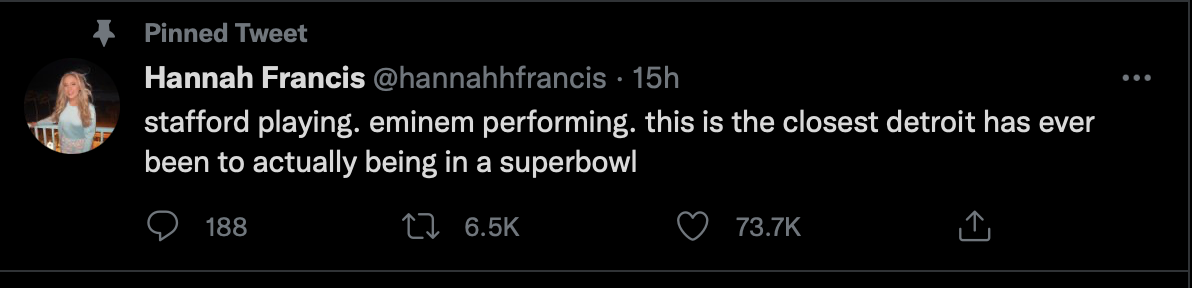 Pinned Tweet
Hannah Francis @hannahhfrancis · 15h
stafford playing. eminem performing. this is the closest detroit has ever
been to actually being in a superbowl
188 6.5K 73.7K